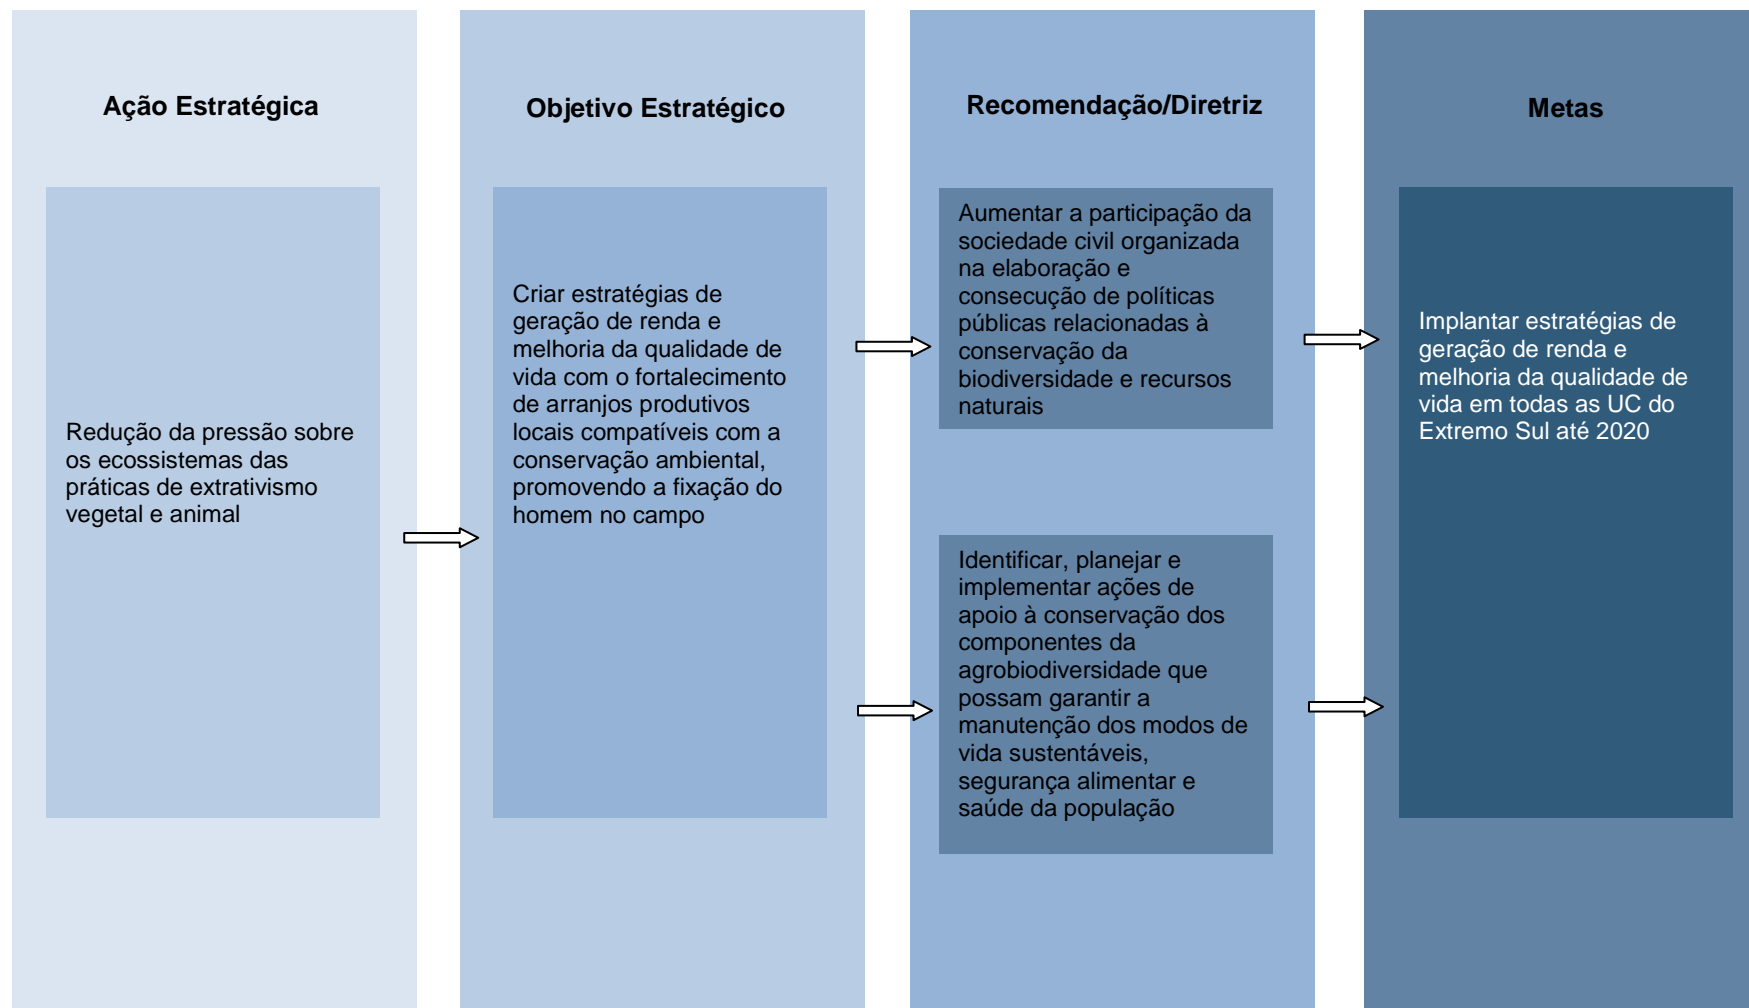 Ação Estratégica
Redução da pressão sobre
os ecossistemas das
práticas de extrativismo
vegetal e animal
Objetivo Estratégico
Criar estratégias de
geração de renda e
melhoria da qualidade de
vida com o fortalecimento
de arranjos produtivos
locais compatíveis com a
conservação ambiental,
promovendo a fixação do
homem no campo
Recomendação/Diretriz
Aumentar a participação da
sociedade civil organizada
na elaboração e
consecução de políticas
públicas relacionadas à
conservação da
biodiversidade e recursos
naturais
Identificar, planejar e
implementar ações de
apoio à conservação dos
componentes da
agrobiodiversidade que
possam garantir a
manutenção dos modos de
vida sustentáveis,
segurança alimentar e
saúde da população
Metas
Implantar estratégias de
geração de renda e
melhoria da qualidade de
vida em todas as UC do
Extremo Sul até 2020